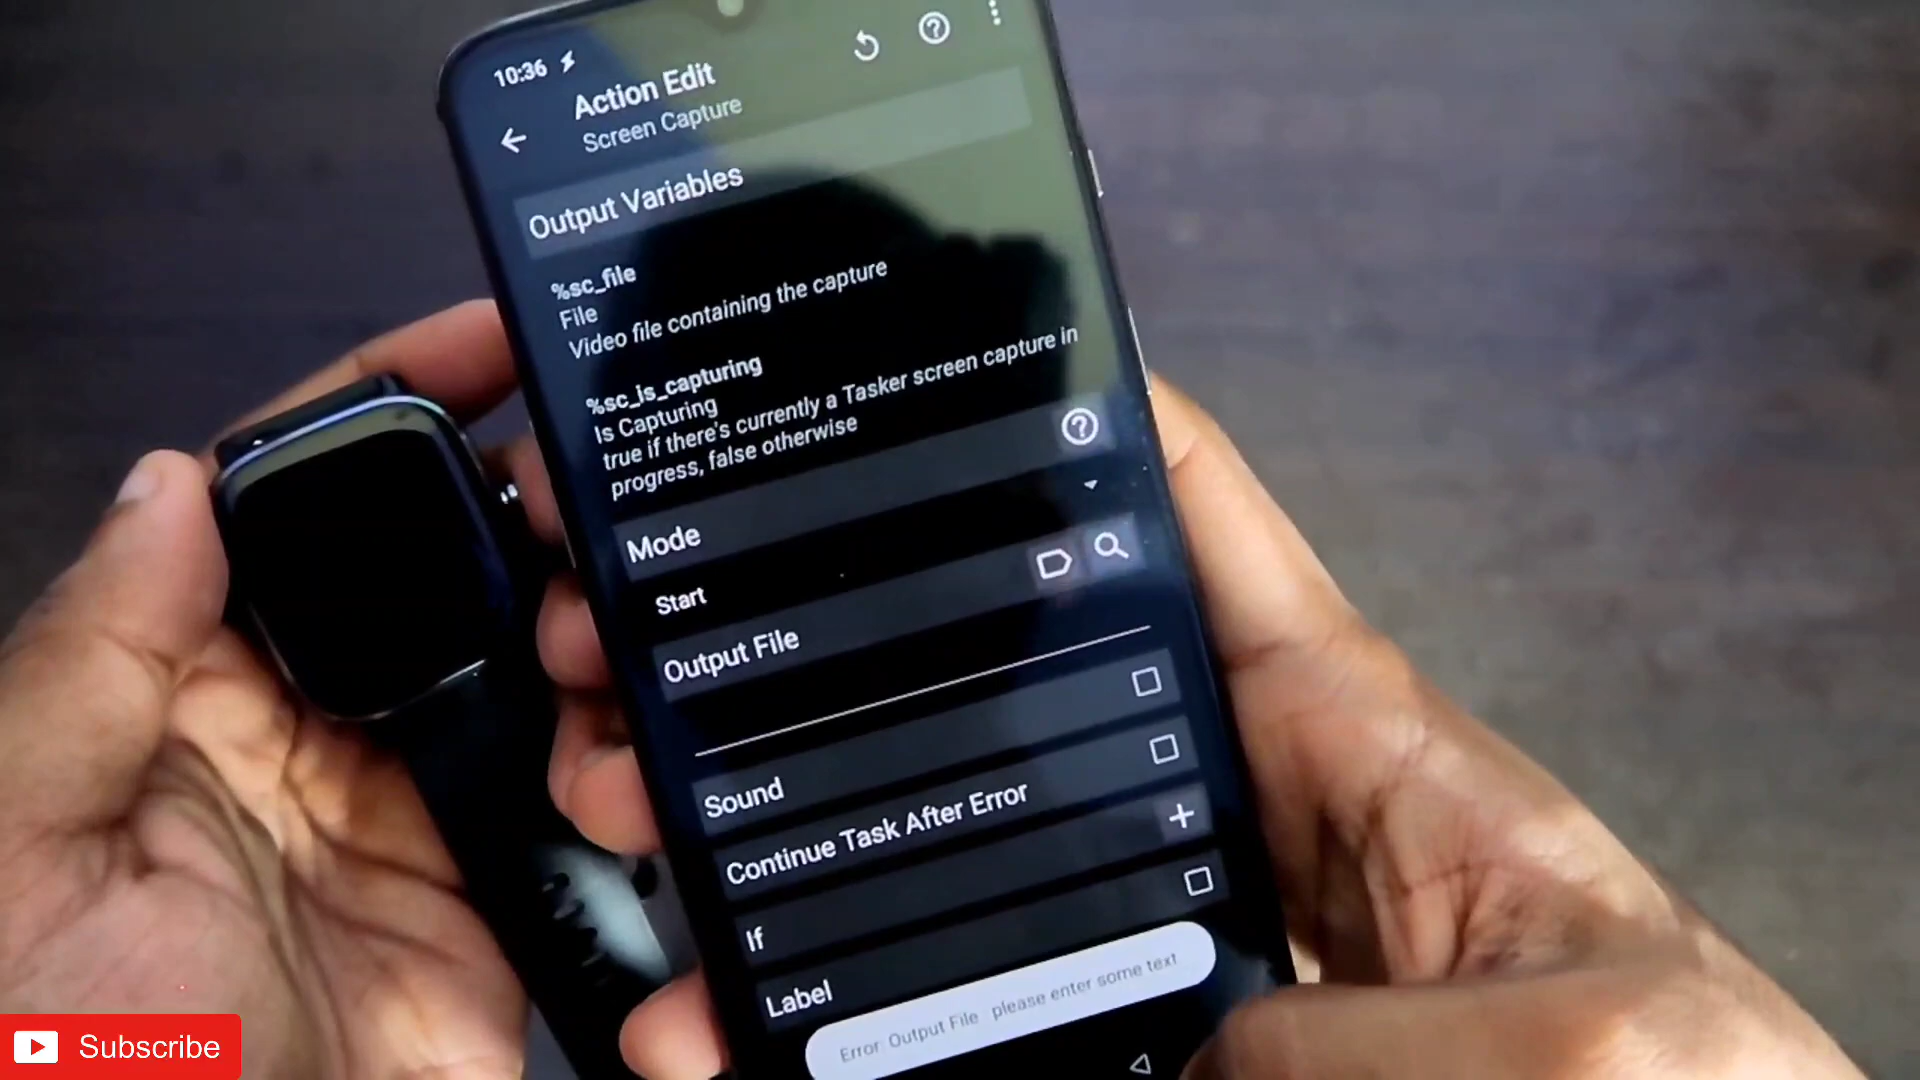 10:36
Action Edit
Screen Capture
Output Variables
%sc_file
File
Video file containing the capture
%sc_is_capturing
Is Capturing
true if there's currently a Tasker screen capture in
progress, false otherwise
Mode
Start
Output File
Sound
Continue Task After Error
If
Label
Error: Output File please enter some text
Subscribe